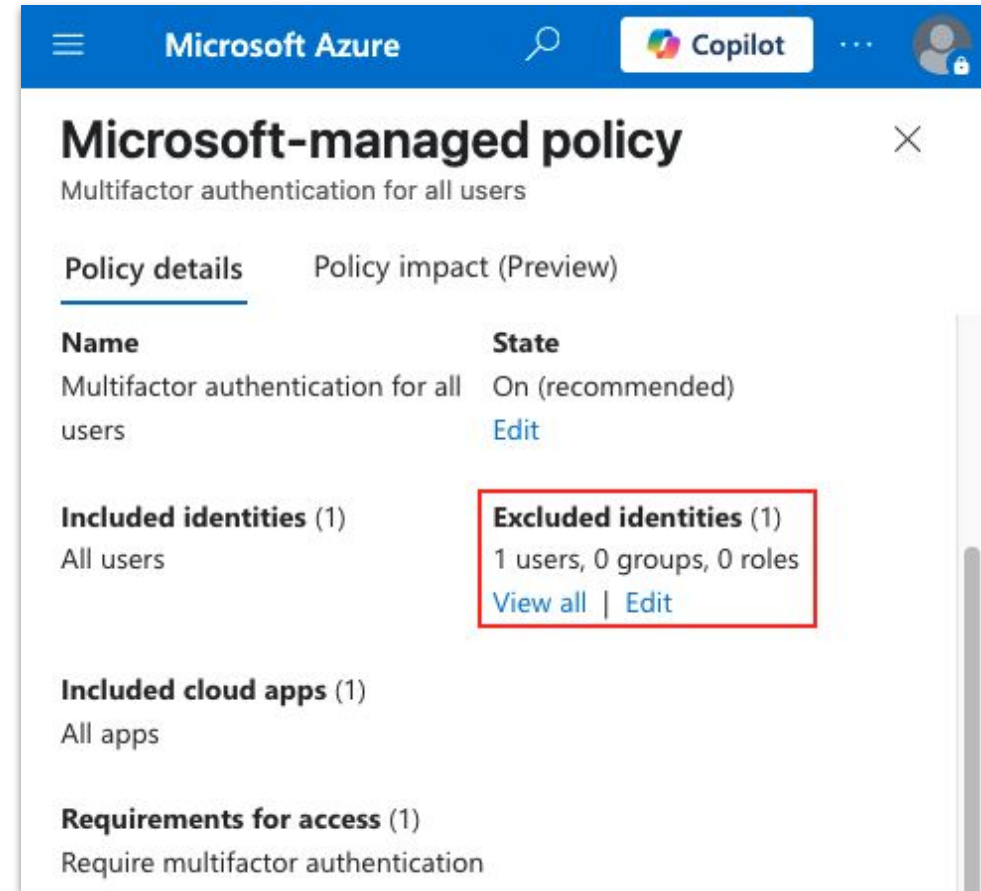 Microsoft Azure
Copilot
...
Microsoft-managed policy
Multifactor authentication for all users
Policy details
Policy impact (Preview)
Name
Multifactor authentication for all
users
State
On (recommended)
Edit
Included identities (1)
All users
Excluded identities (1)
1 users, 0 groups, 0 roles
View all | Edit
Included cloud apps (1)
All apps
Requirements for access (1)
Require multifactor authentication